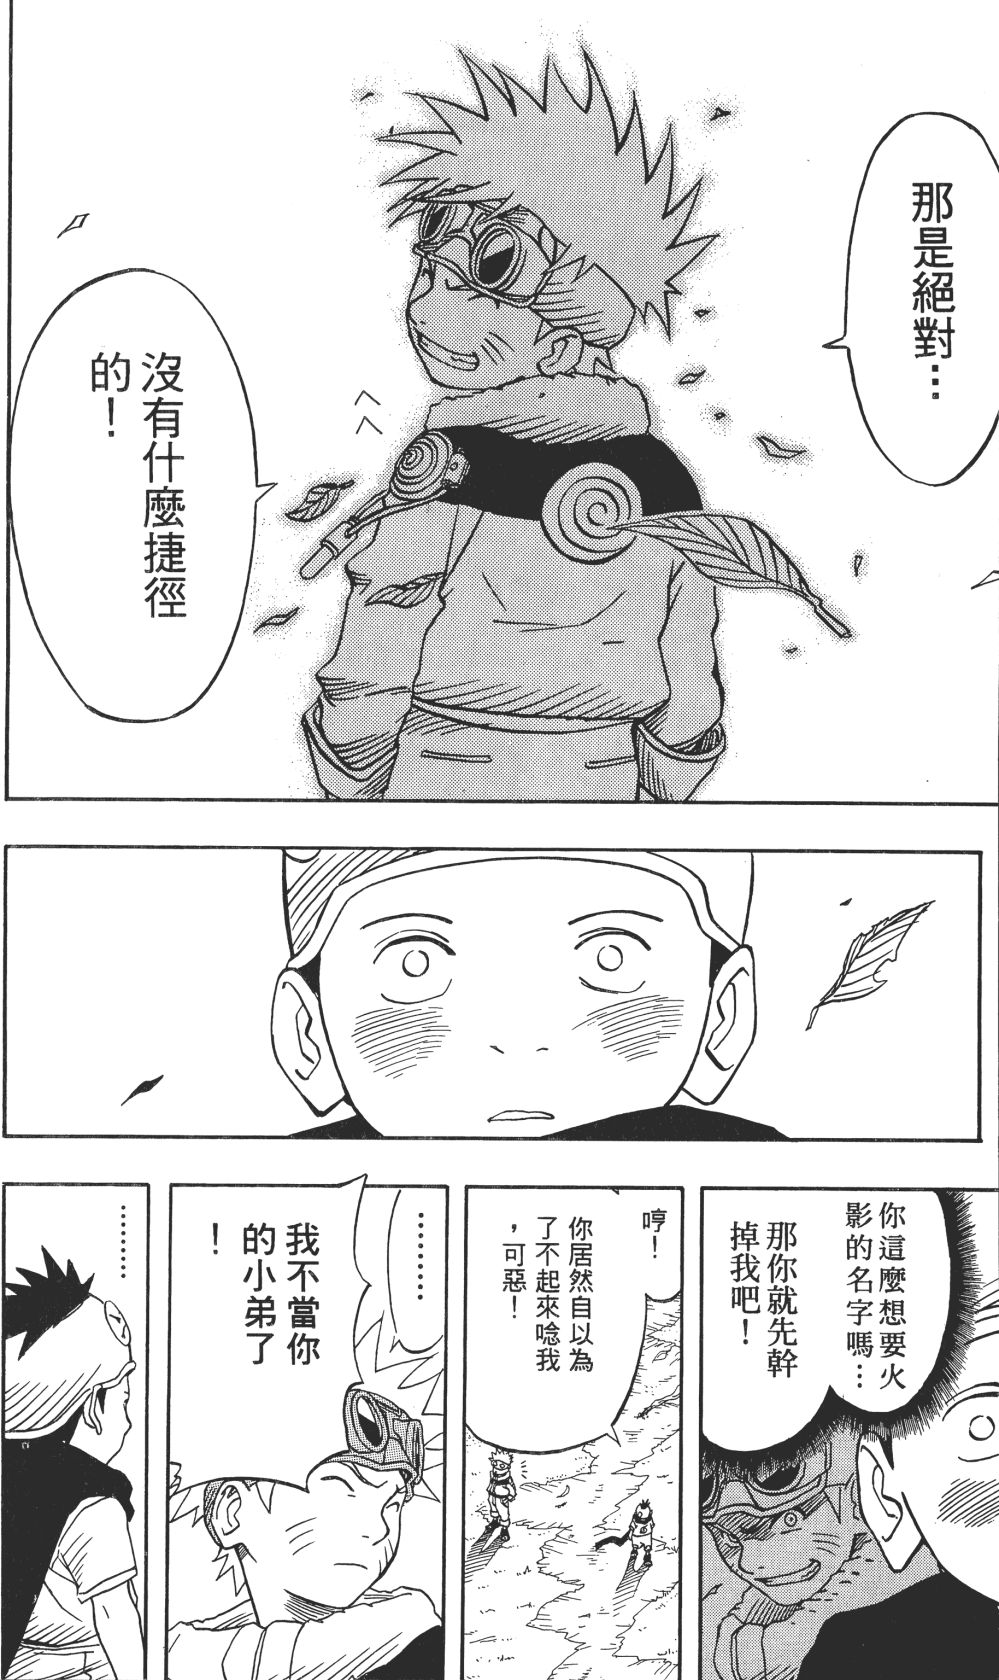 那是絕對…
沒有什麼捷徑
的！
你這麼想要火
影的名字嗎…
那你就先幹
掉我吧！
哼！
你居然自以為
了不起來唸我
，可惡！
………
我不當你
的小弟了
！
………